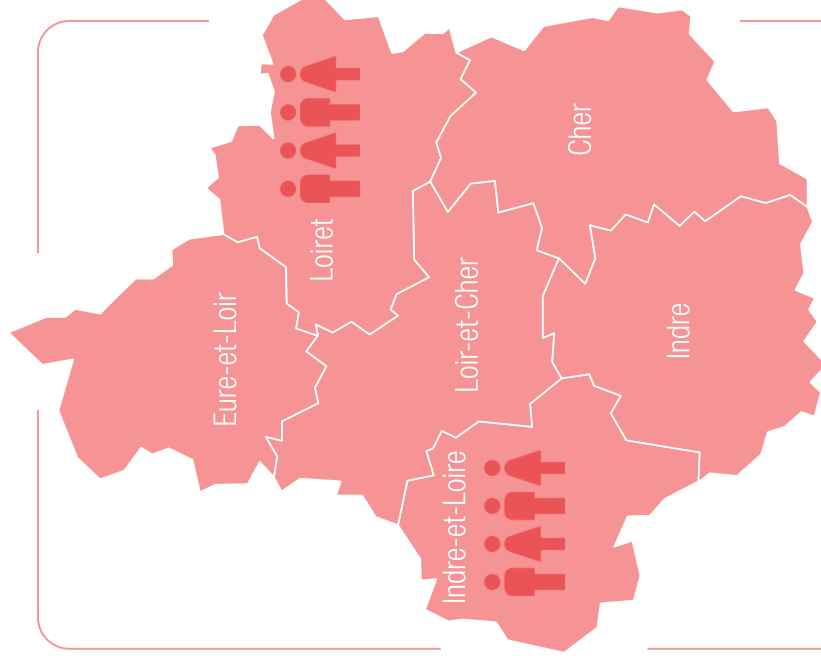 Eure-et-Loir
Loiret
Loir-et-Cher
Cher
Indre-et-Loire
Indre